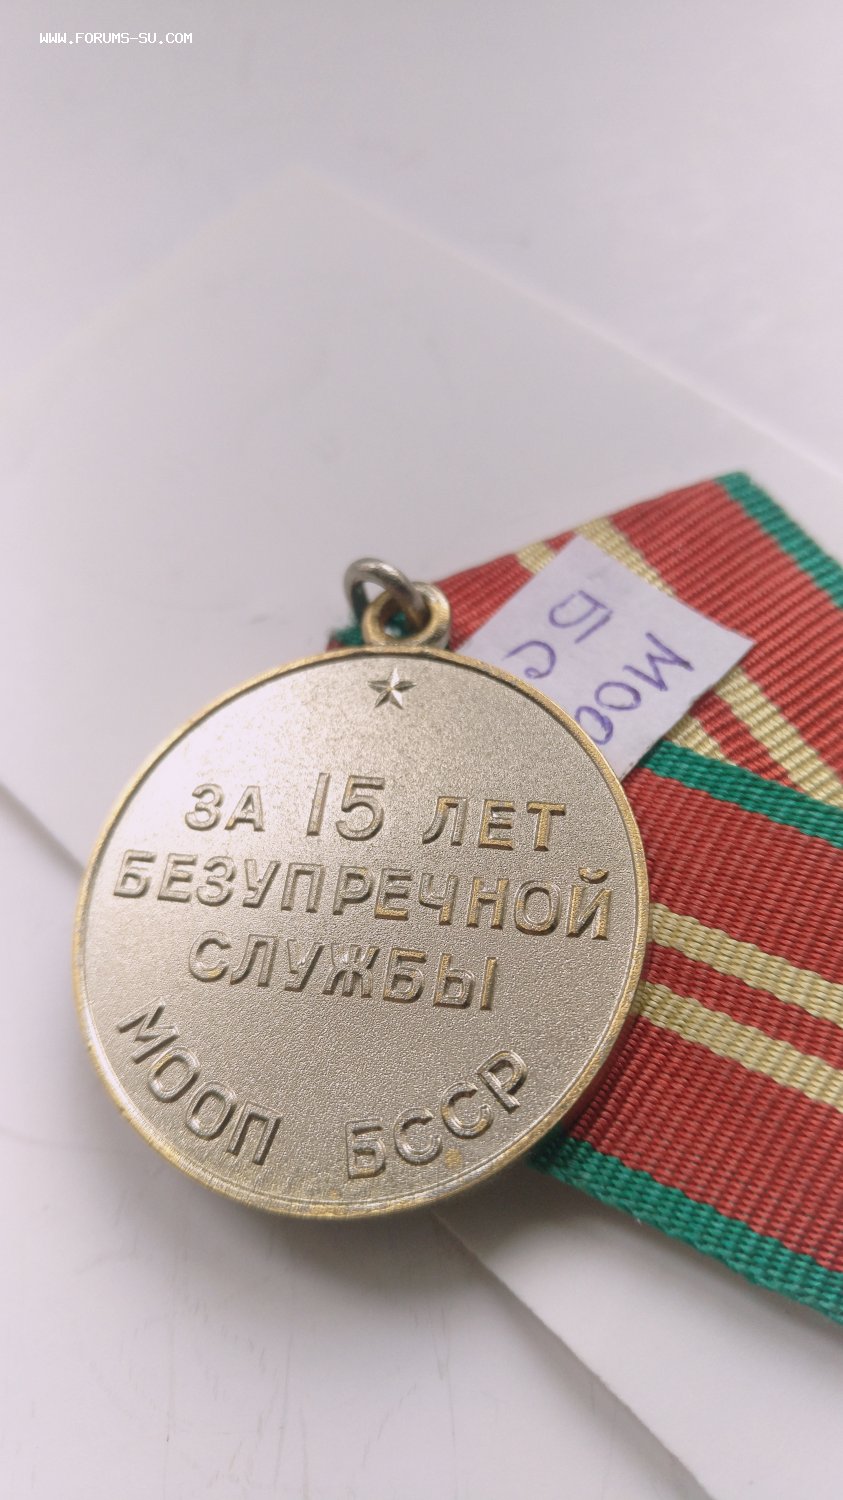 WWW.FORUMS-SU.COM
ЗА 15 ЛЕТ
БЕЗУПРЕЧНОЙ
СЛУЖБЫ
МООП БССР